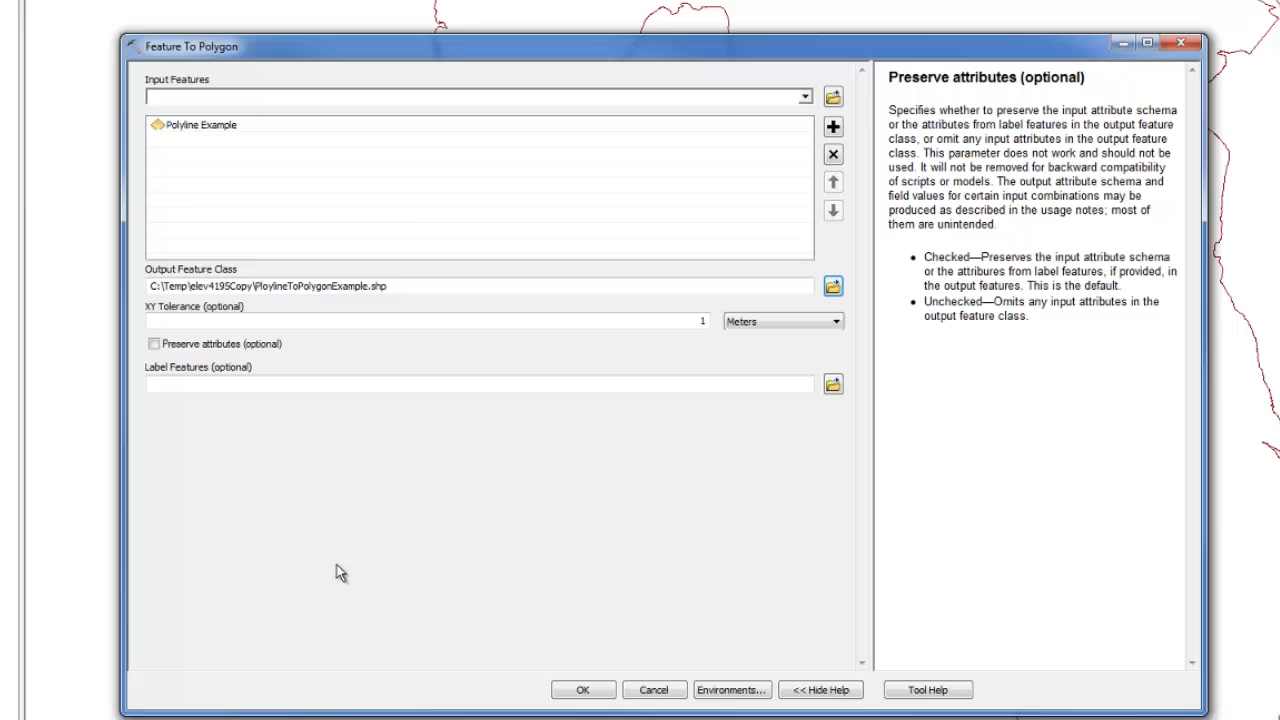 Feature To Polygon
Input Features
Polyline Example
Output Feature Class
C:\Temp\elev4195Copy\PloylineToPolygonExample.shp
XY Tolerance (optional)
1 Meters
Preserve attributes (optional)
Label Features (optional)
OK Cancel Environments... << Hide Help Tool Help
Preserve attributes (optional)
Specifies whether to preserve the input attribute schema
or the attributes from label features in the output feature
class, or omit any input attributes in the output feature
class. This parameter does not work and should not be
used. It will not be removed for backward compatibility
of scripts or models. The output attribute schema and
field values for certain input combinations may be
produced as described in the usage notes; most of
them are unintended.
• Checked—Preserves the input attribute schema
or the attribures from label features, if provided, in
the output features. This is the default.
• Unchecked—Omits any input attributes in the
output feature class.